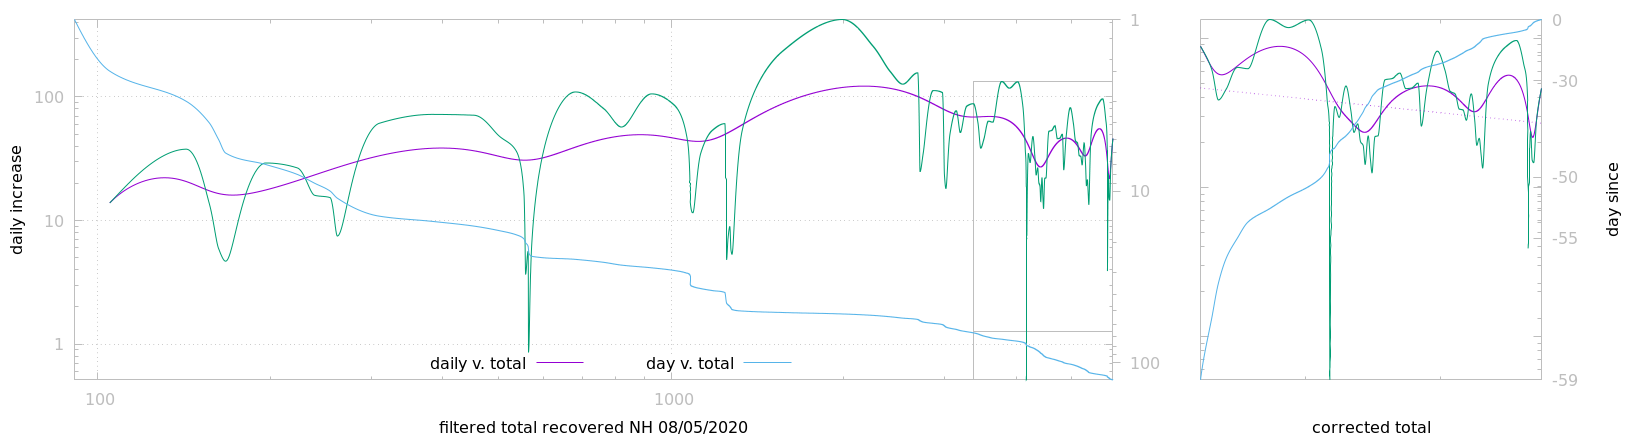 daily increase
100
10
1
daily v. total
day v. total
100
1000
filtered total recovered NH 08/05/2020
1
10
100
0
-30
-50
-55
-59
day since
corrected total